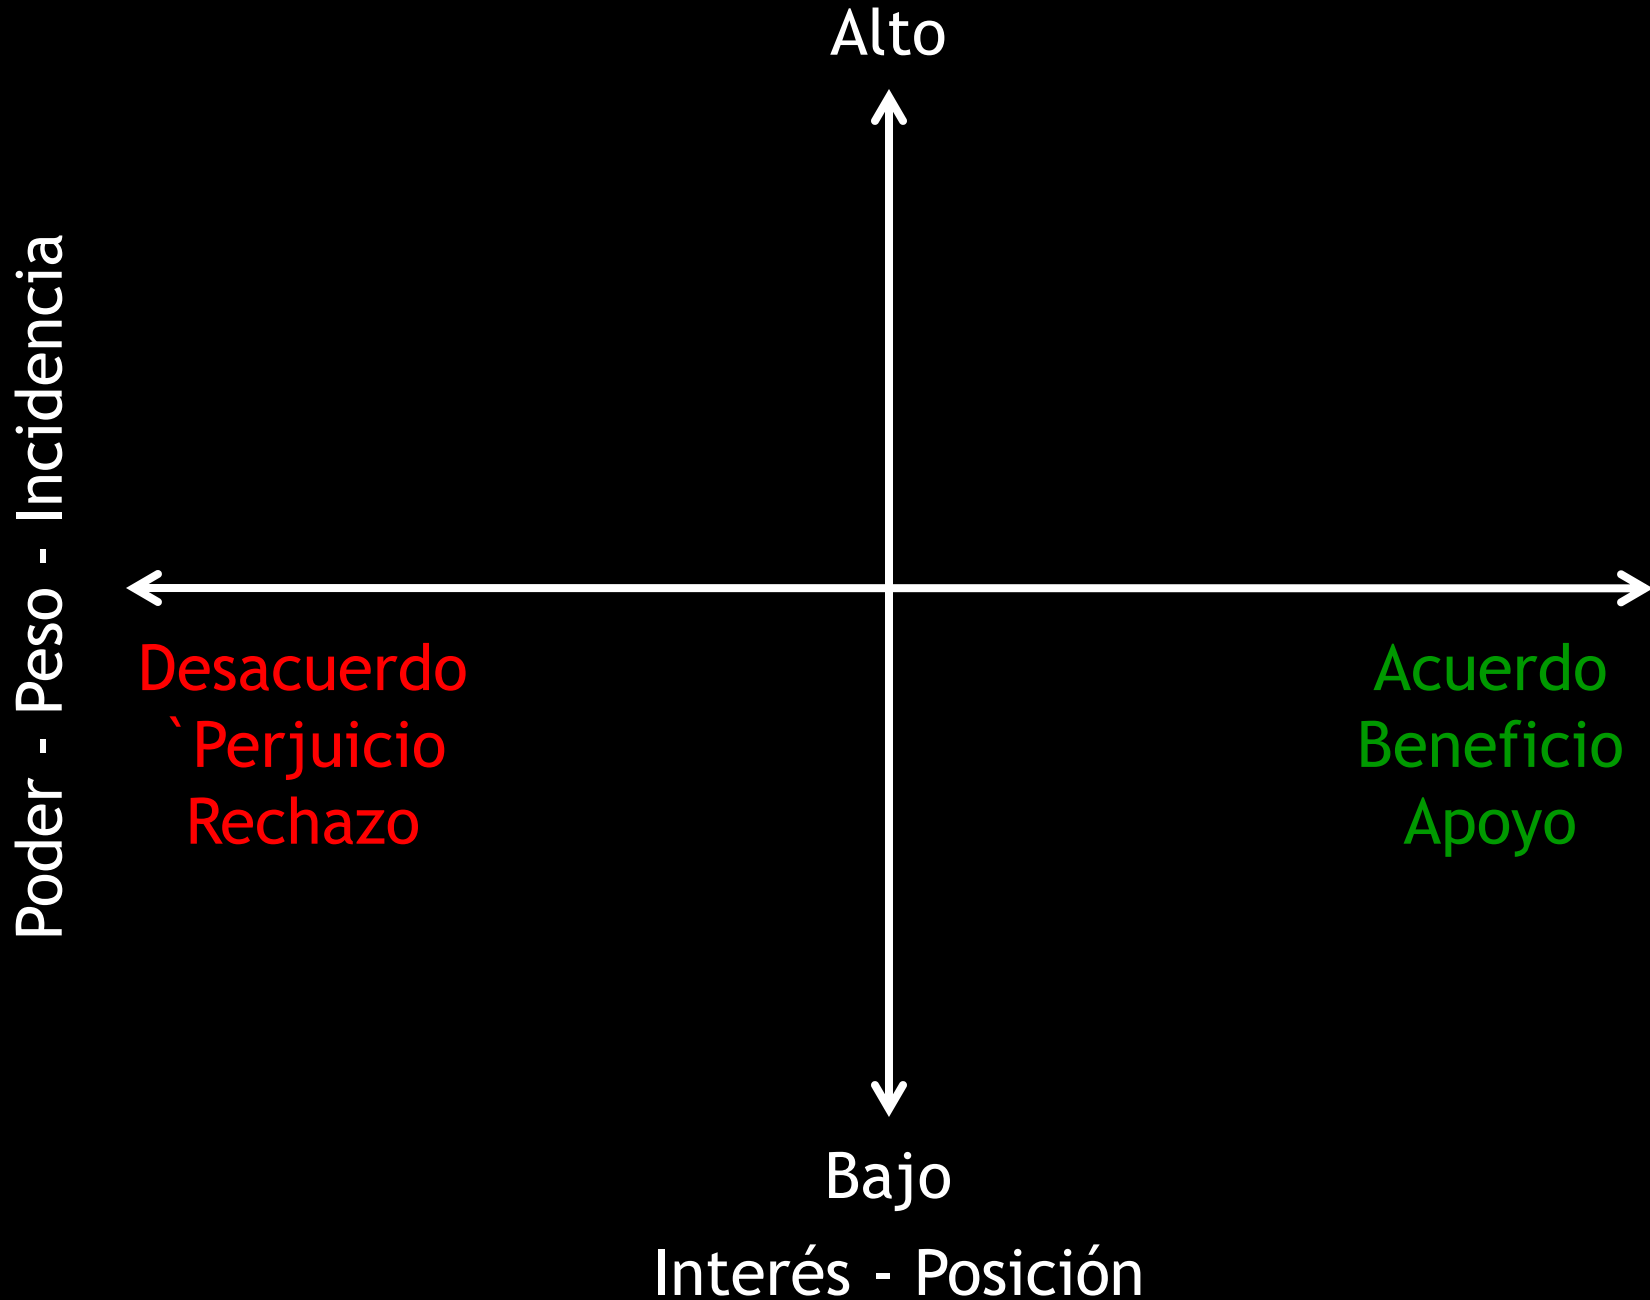 Alto
Poder - Peso - Incidencia
Desacuerdo
`Perjuicio
Rechazo
Acuerdo
Beneficio
Apoyo
Bajo
Interés - Posición